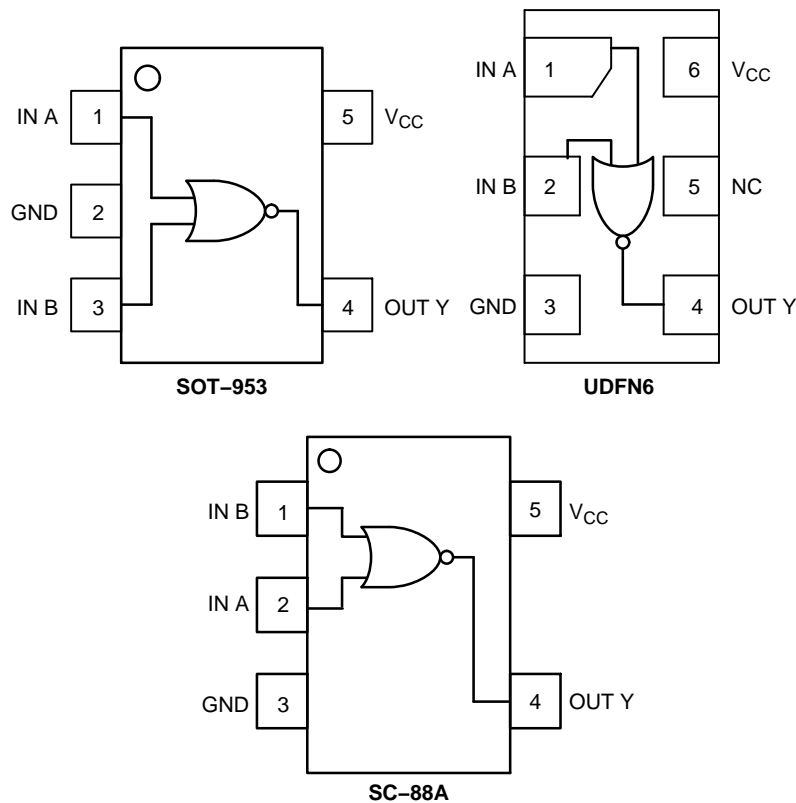 IN A 1 5 VCC
GND 2
IN B 3 4 OUT Y
SOT–953
IN A 1 6 VCC
IN B 2 5 NC
GND 3 4 OUT Y
UDFN6
IN B 1 5 VCC
IN A 2
GND 3 4 OUT Y
SC–88A